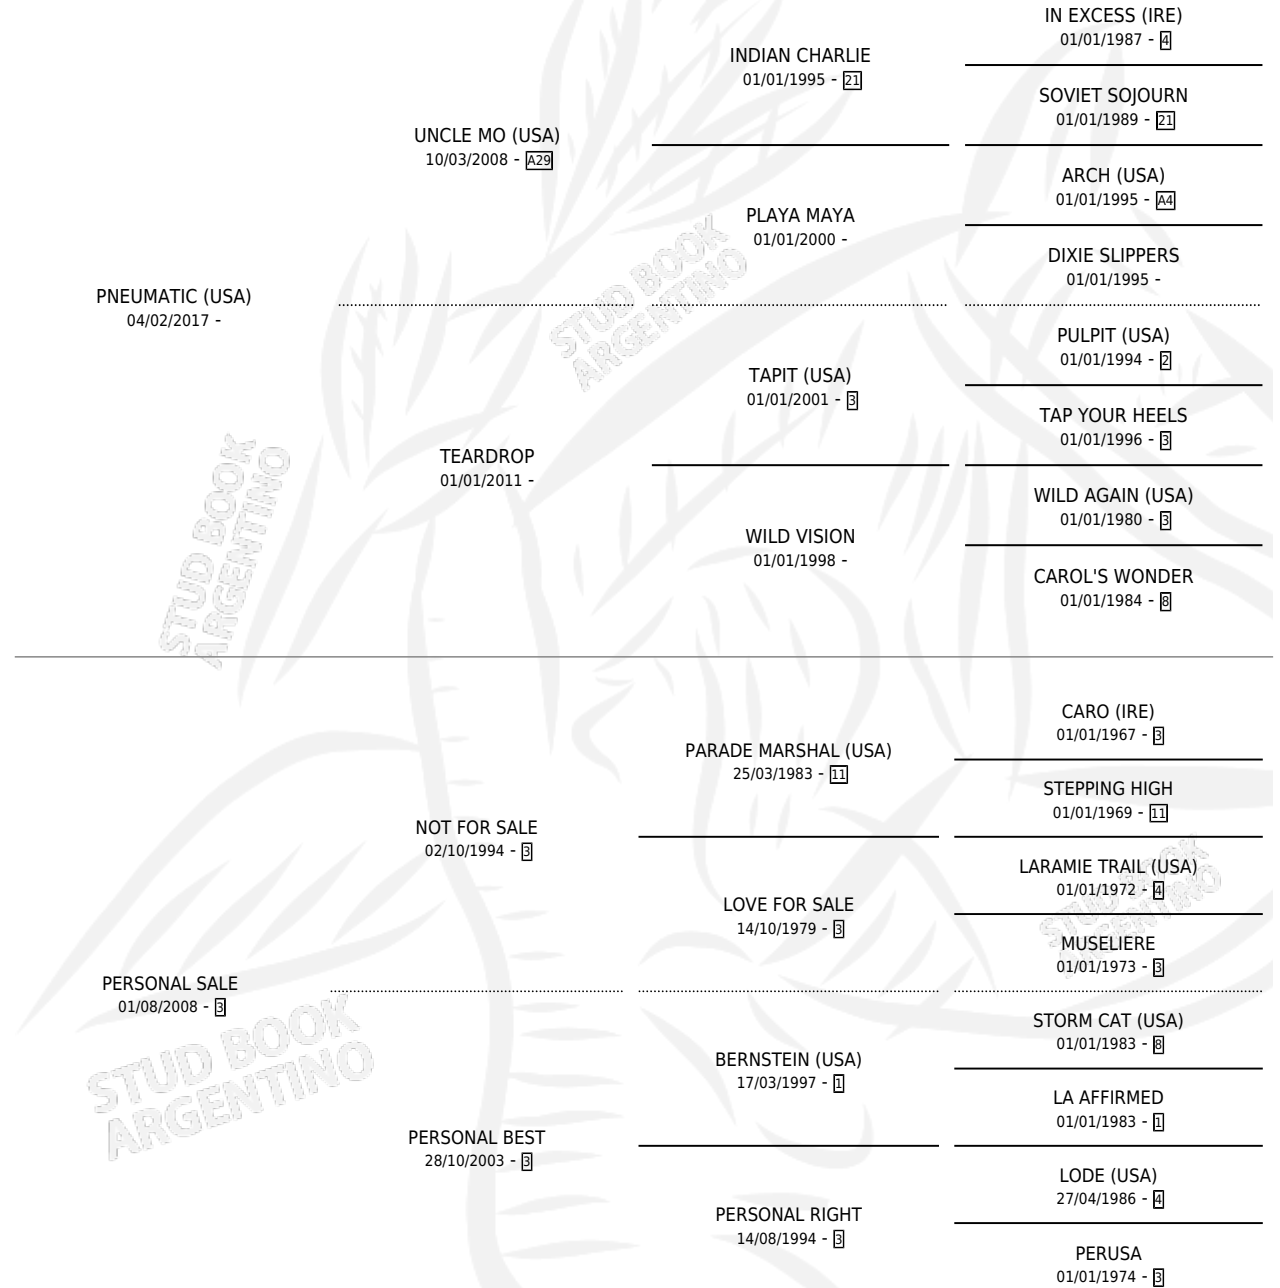 IN EXCESS (IRE)
01/01/1987 - 4
INDIAN CHARLIE
01/01/1995 - 21
SOVIET SOJOURN
01/01/1989 - 21
UNCLE MO (USA)
10/03/2008 - A29
ARCH (USA)
01/01/1995 - A4
PLAYA MAYA
01/01/2000 -
DIXIE SLIPPERS
01/01/1995 -
PNEUMATIC (USA)
04/02/2017 -
PULPIT (USA)
01/01/1994 - 2
TAPIT (USA)
01/01/2001 - 3
TAP YOUR HEELS
01/01/1996 - 3
TEARDROP
01/01/2011 -
WILD AGAIN (USA)
01/01/1980 - 3
WILD VISION
01/01/1998 -
CAROL'S WONDER
01/01/1984 - 8
CARO (IRE)
01/01/1967 - 3
PARADE MARSHAL (USA)
25/03/1983 - 11
STEPPING HIGH
01/01/1969 - 11
NOT FOR SALE
02/10/1994 - 3
LARAMIE TRAIL (USA)
01/01/1972 - 4
LOVE FOR SALE
14/10/1979 - 3
MUSELIERE
01/01/1973 - 3
PERSONAL SALE
01/08/2008 - 3
STORM CAT (USA)
01/01/1983 - 8
BERNSTEIN (USA)
17/03/1997 - 1
LA AFFIRMED
01/01/1983 - 1
PERSONAL BEST
28/10/2003 - 3
LODE (USA)
27/04/1986 - 4
PERSONAL RIGHT
14/08/1994 - 3
PERUSA
01/01/1974 - 3
STUD BOOK
ARGENTINO
STUD BOOK
ARGENTINO
STUD BOOK
ARGENTINO
STUD BOOK
ARGENTINO